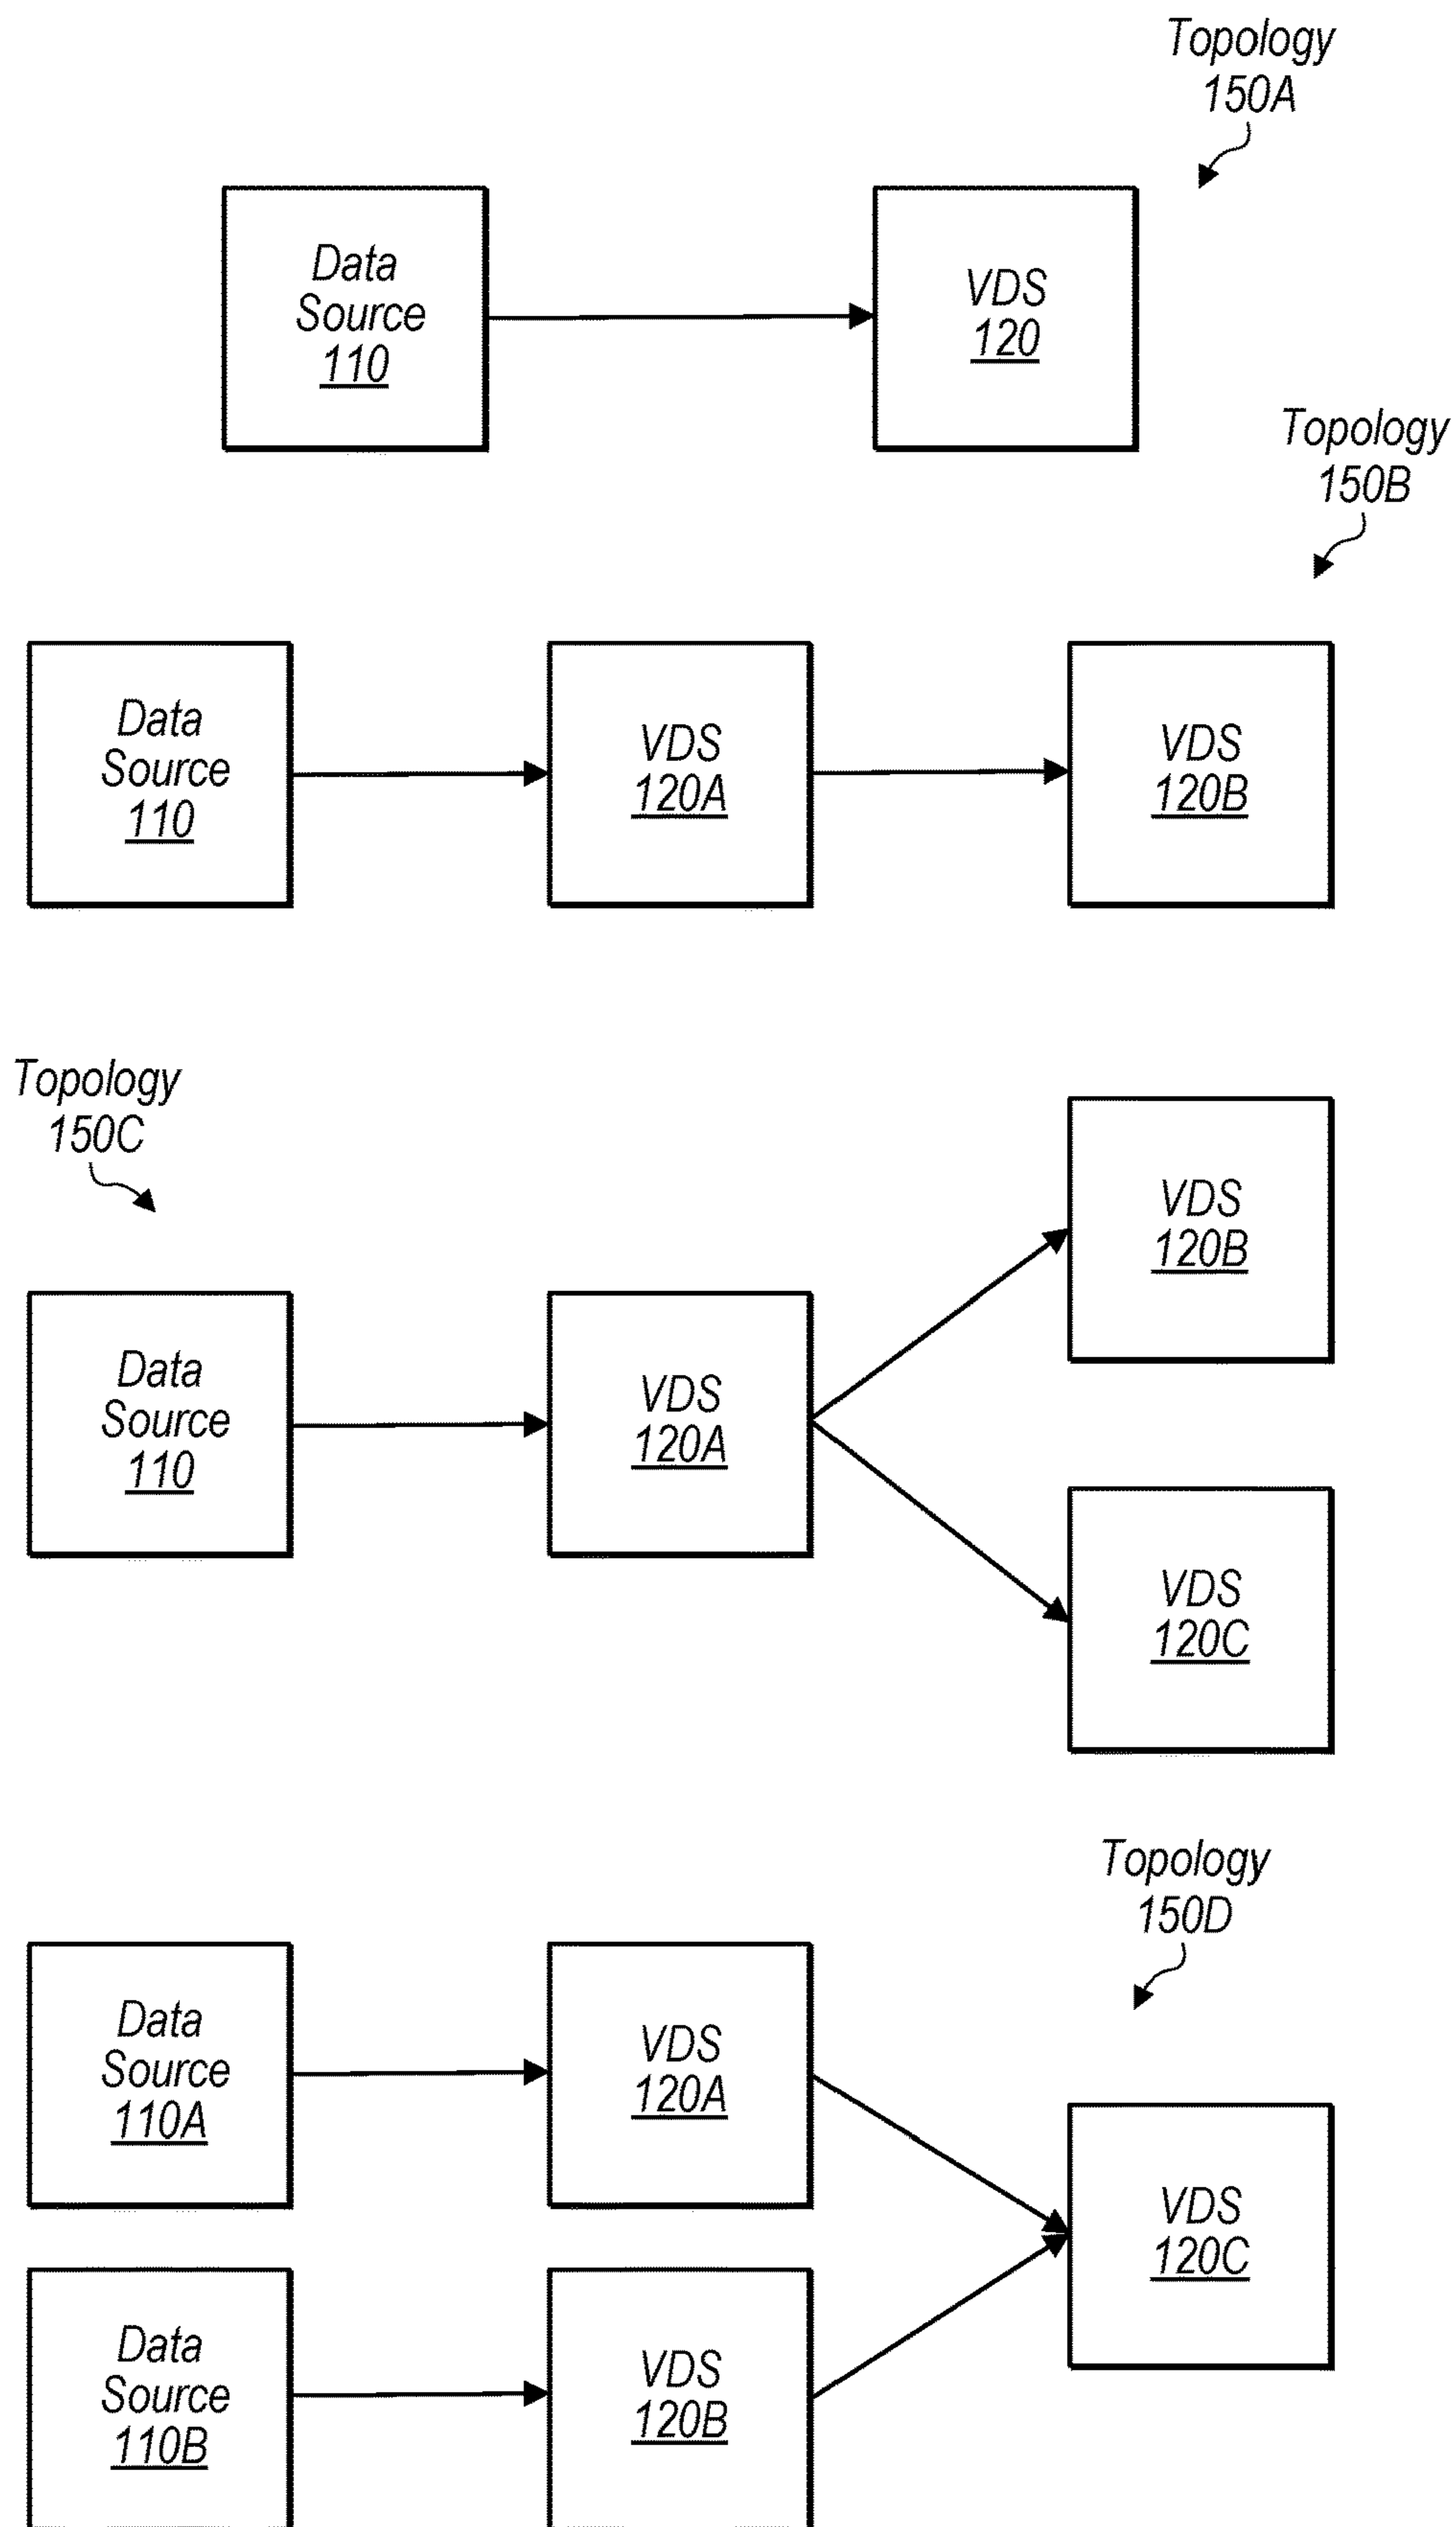 Topology
150A
Data
Source
110
VDS
120
Topology
150B
Data
Source
110
VDS
120A
VDS
120B
Topology
150C
Data
Source
110
VDS
120A
VDS
120B
VDS
120C
Topology
150D
Data
Source
110A
VDS
120A
Data
Source
110B
VDS
120B
VDS
120C